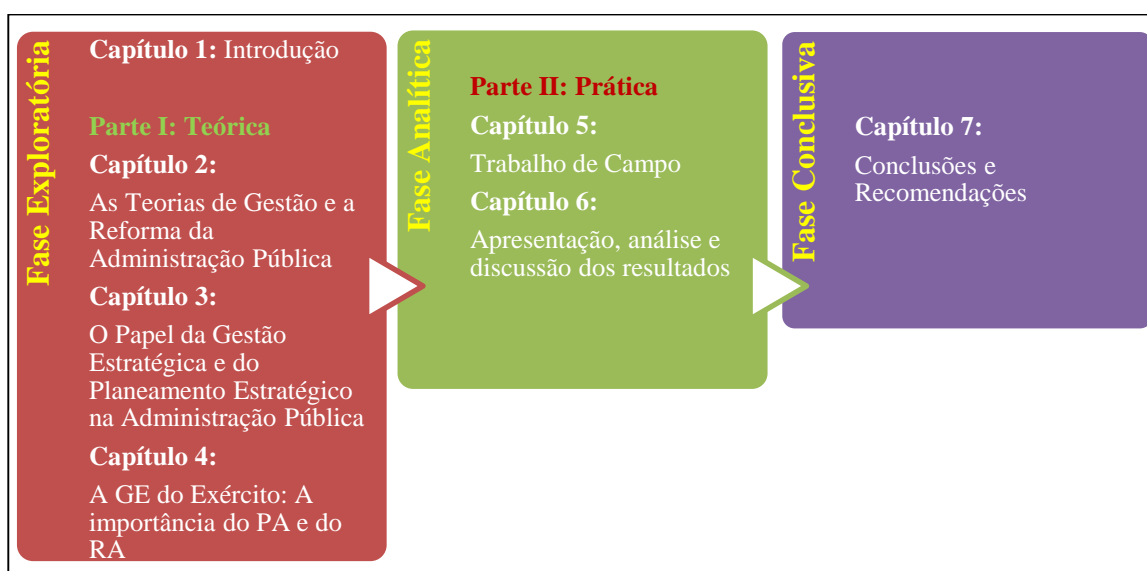 Fase Exploratória
Capítulo 1: Introdução
Parte I: Teórica
Capítulo 2:
As Teorias de Gestão e a
Reforma da
Administração Pública
Capítulo 3:
O Papel da Gestão
Estratégica e do
Planeamento Estratégico
na Administração Pública
Capítulo 4:
A GE do Exército: A
importância do PA e do
RA
Fase Analítica
Parte II: Prática
Capítulo 5:
Trabalho de Campo
Capítulo 6:
Apresentação, análise e
discussão dos resultados
Fase Conclusiva
Capítulo 7:
Conclusões e
Recomendações